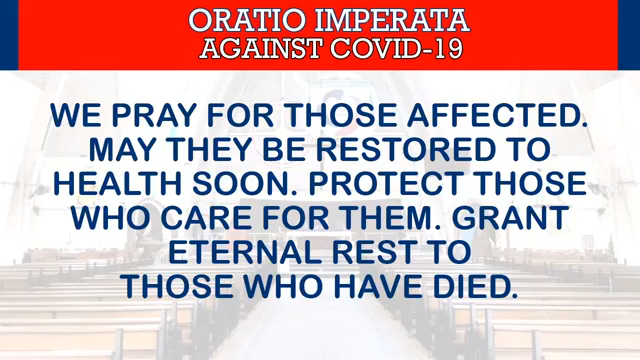 ORATIO IMPERATA
AGAINST COVID-19
WE PRAY FOR THOSE AFFECTED.
MAY THEY BE RESTORED TO
HEALTH SOON. PROTECT THOSE
WHO CARE FOR THEM. GRANT
ETERNAL REST TO
THOSE WHO HAVE DIED.